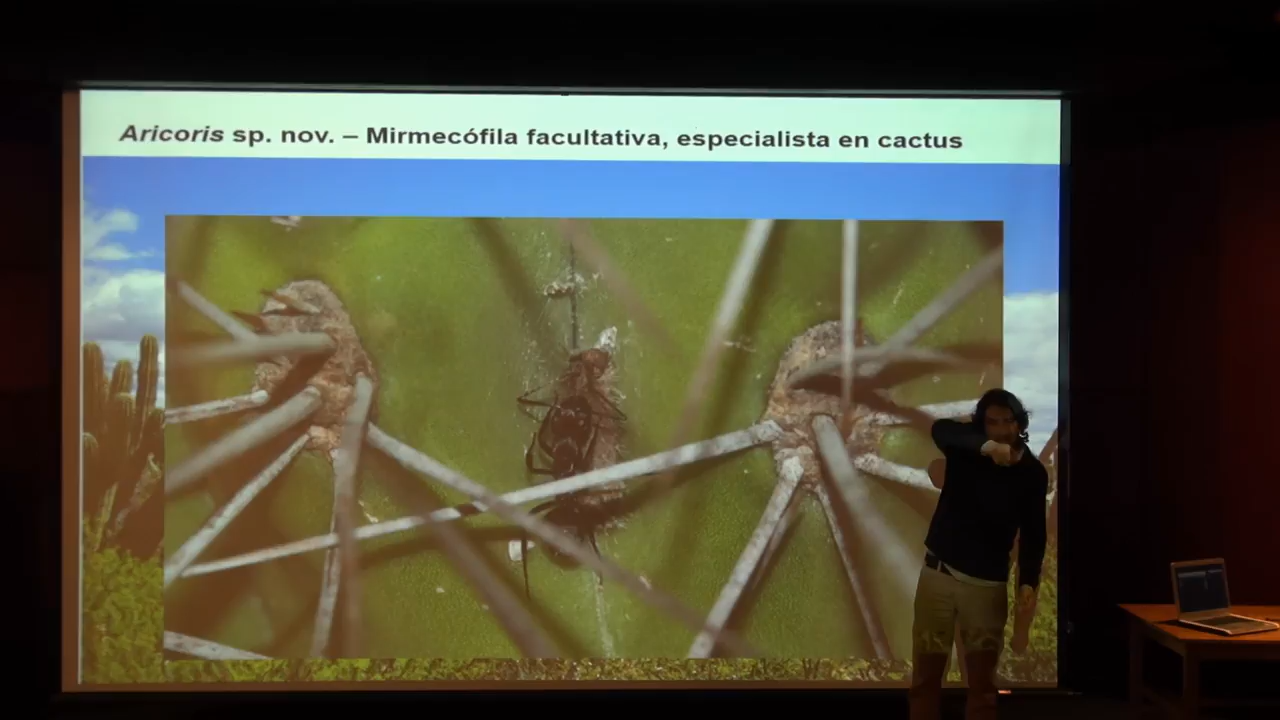 Aricoris sp. nov. – Mirmecófila facultativa, especialista en cactus